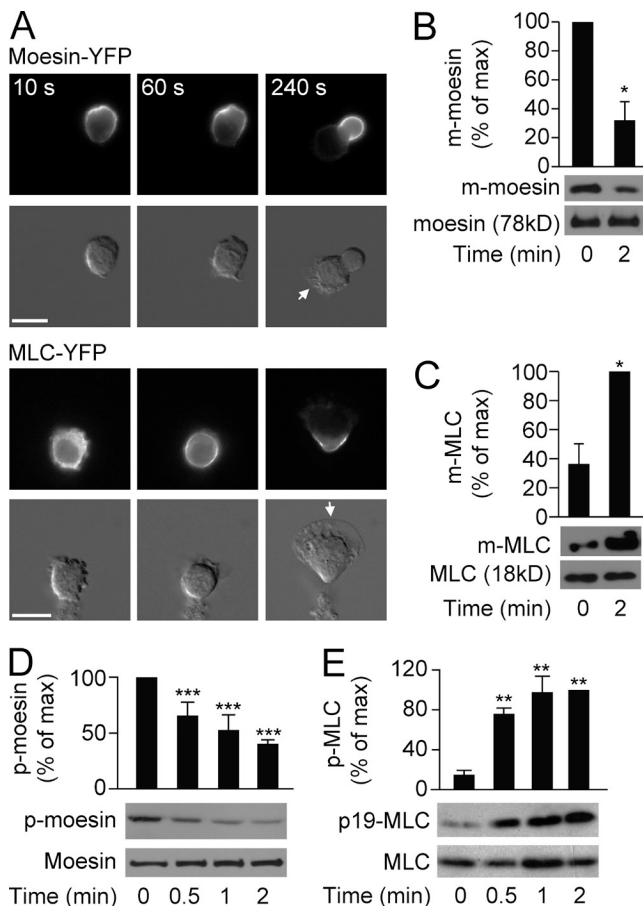 A
Moesin-YFP
10 s 60 s 240 s
MLC-YFP
B
m-moesin
(% of max)
100
80
60
40
20
0
*
m-moesin
moesin (78kD)
Time (min) 0 2
C
m-MLC
(% of max)
100
80
60
40
20
0
*
m-MLC
MLC (18kD)
Time (min) 0 2
D
p-moesin
(% of max)
100
50
0
*** *** ***
p-moesin
Moesin
Time (min) 0 0.5 1 2
E
p-MLC
(% of max)
120
80
40
0
** ** **
p19-MLC
MLC
Time (min) 0 0.5 1 2